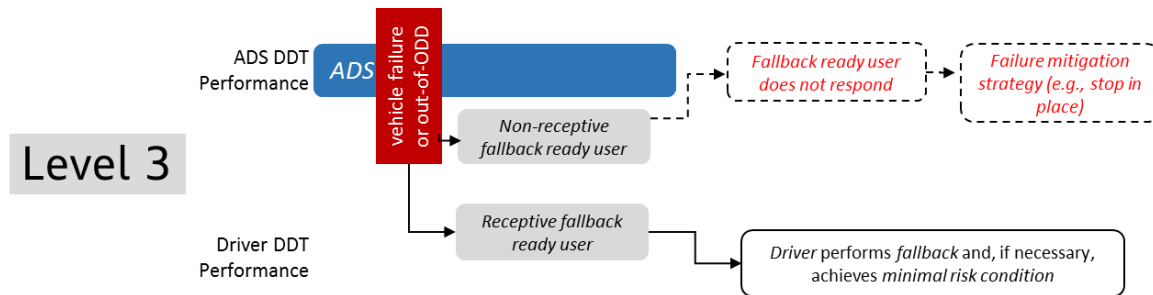 ADS DDT
Performance
ADS
vehicle failure
or out-of-ODD
Fallback ready user
does not respond
Failure mitigation
strategy (e.g., stop in
place)
Non-receptive
fallback ready user
Level 3
Receptive fallback
ready user
Driver DDT
Performance
Driver performs fallback and, if necessary,
achieves minimal risk condition